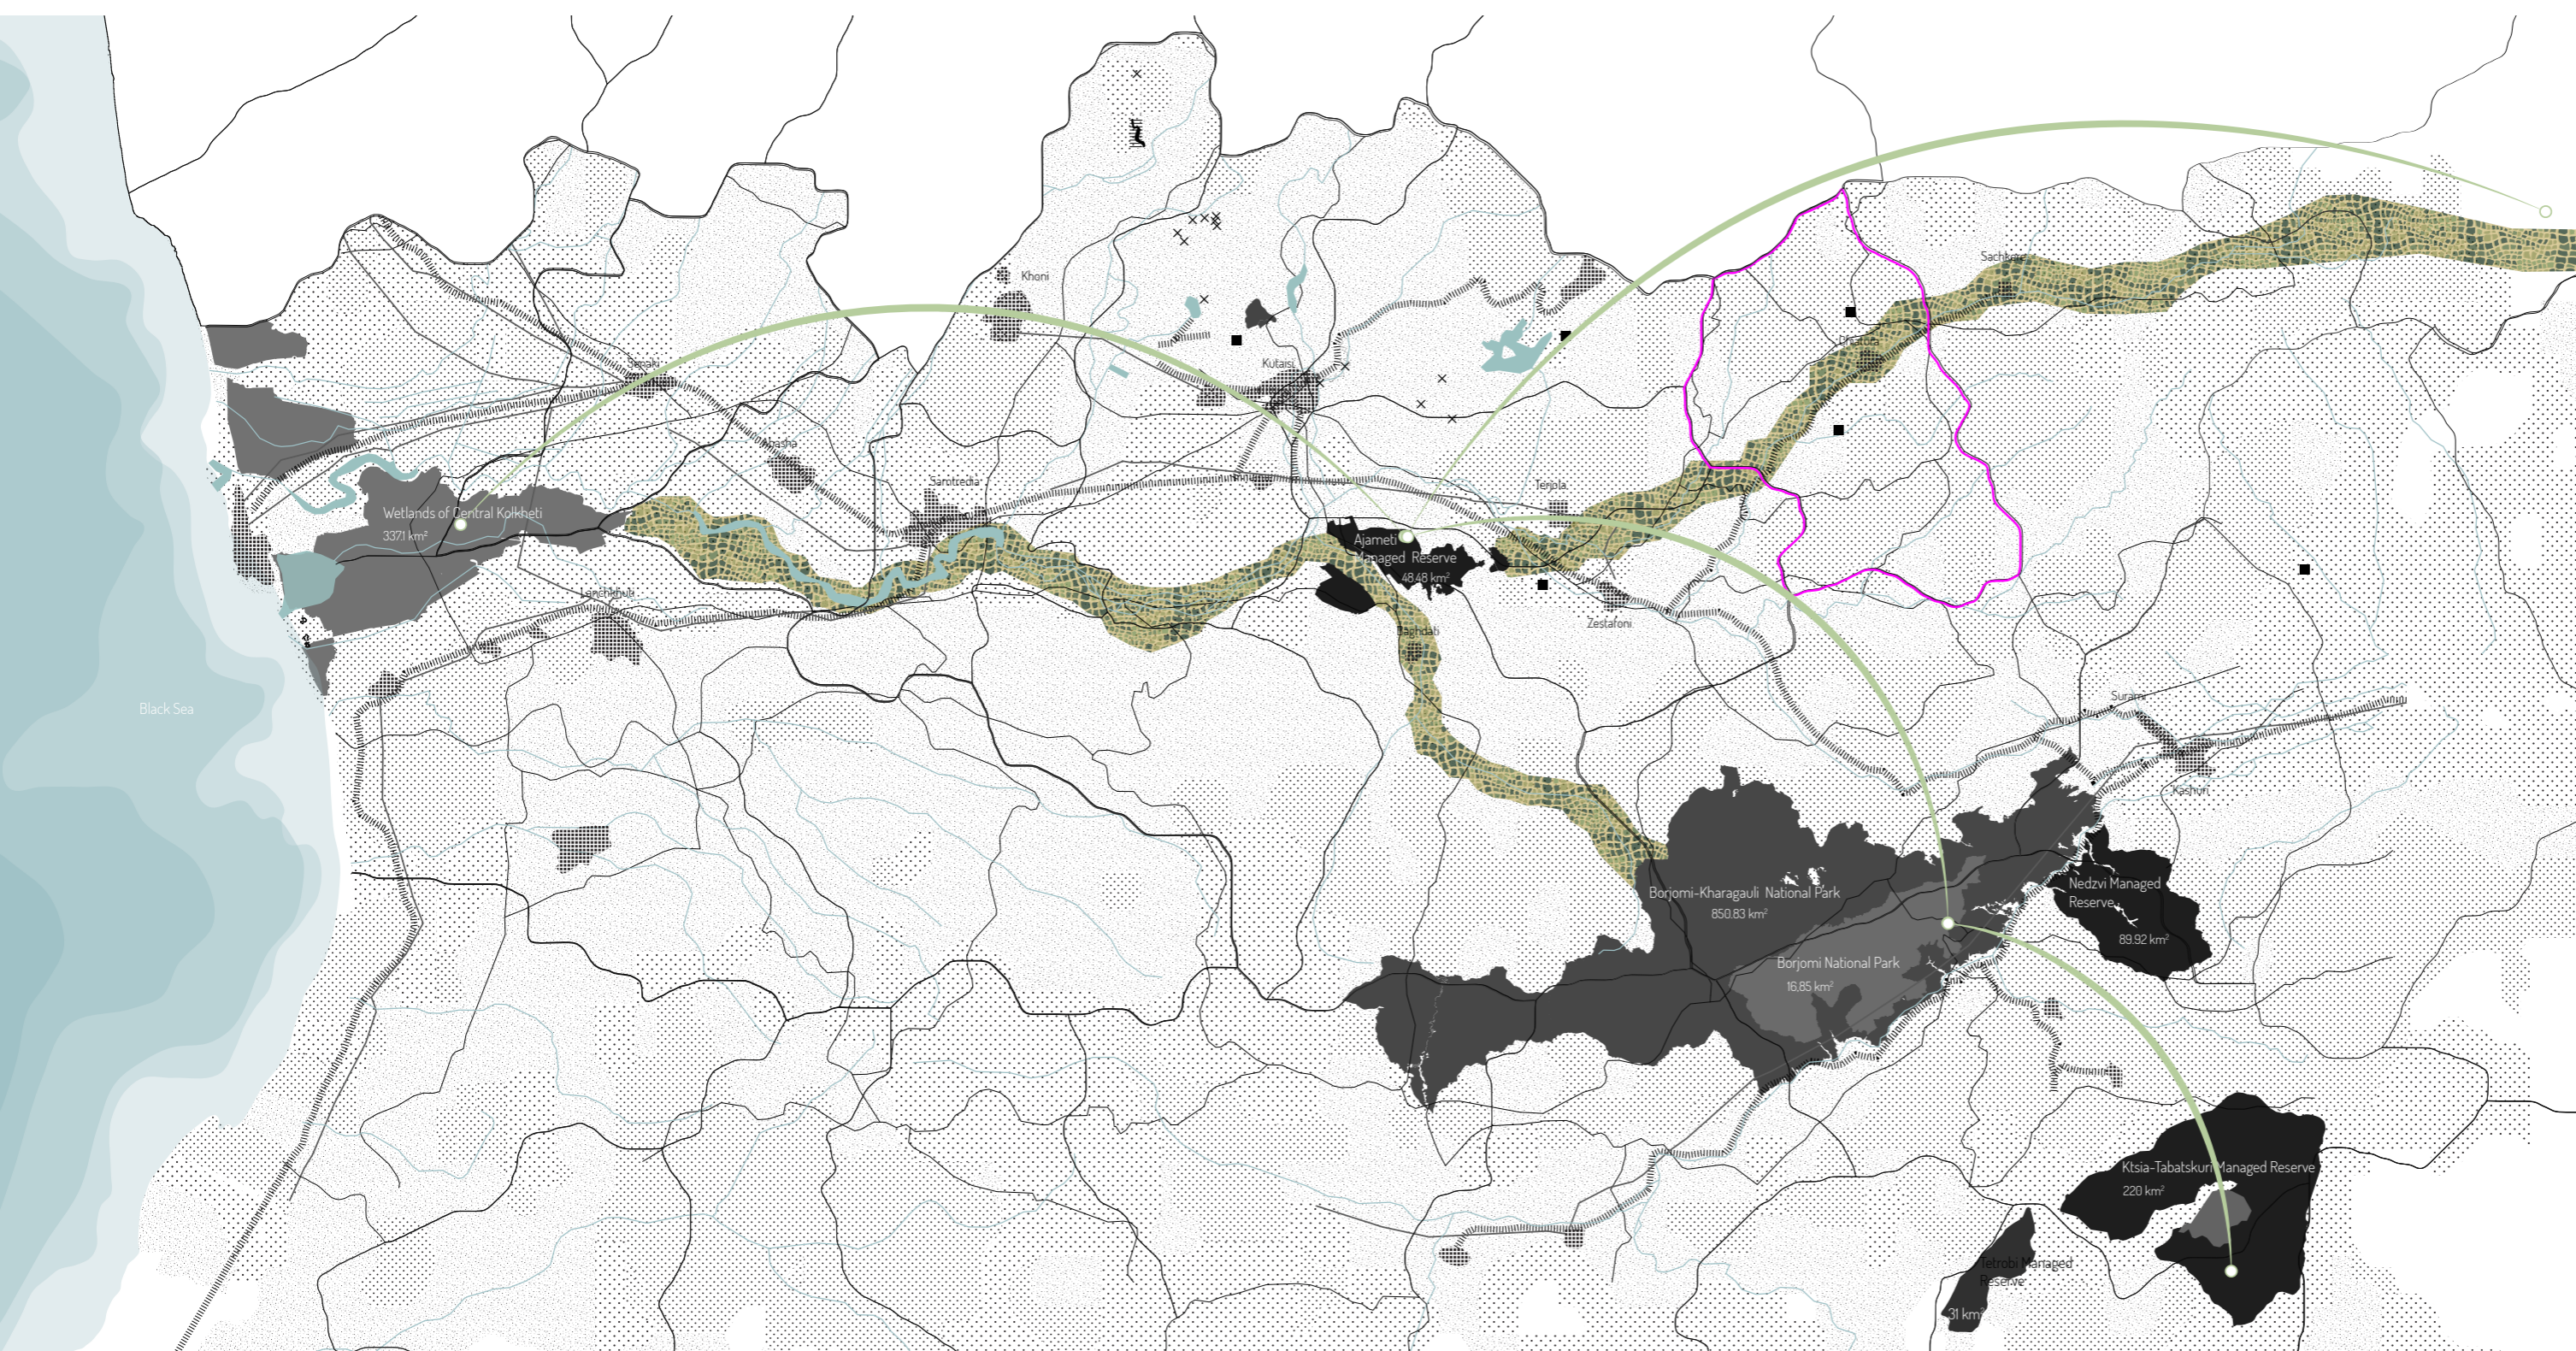 Khoni
Sachkhere
Senaki
Kutaisi
Chiatura
Abasha
Samtredia
Terjola
Wetlands of Central Kolkheti
337.1 km²
Ajameti
Managed Reserve
48.48 km²
Lanchkhuti
Zestafoni
Baghdati
Black Sea
Surami
Kashuri
Borjomi-Kharagauli National Park
850.83 km²
Nedzvi Managed
Reserve
89.92 km²
Borjomi National Park
16,85 km²
Ktsia-Tabatskuri Managed Reserve
220 km²
Tetrobi Managed
Reserve
31 km²